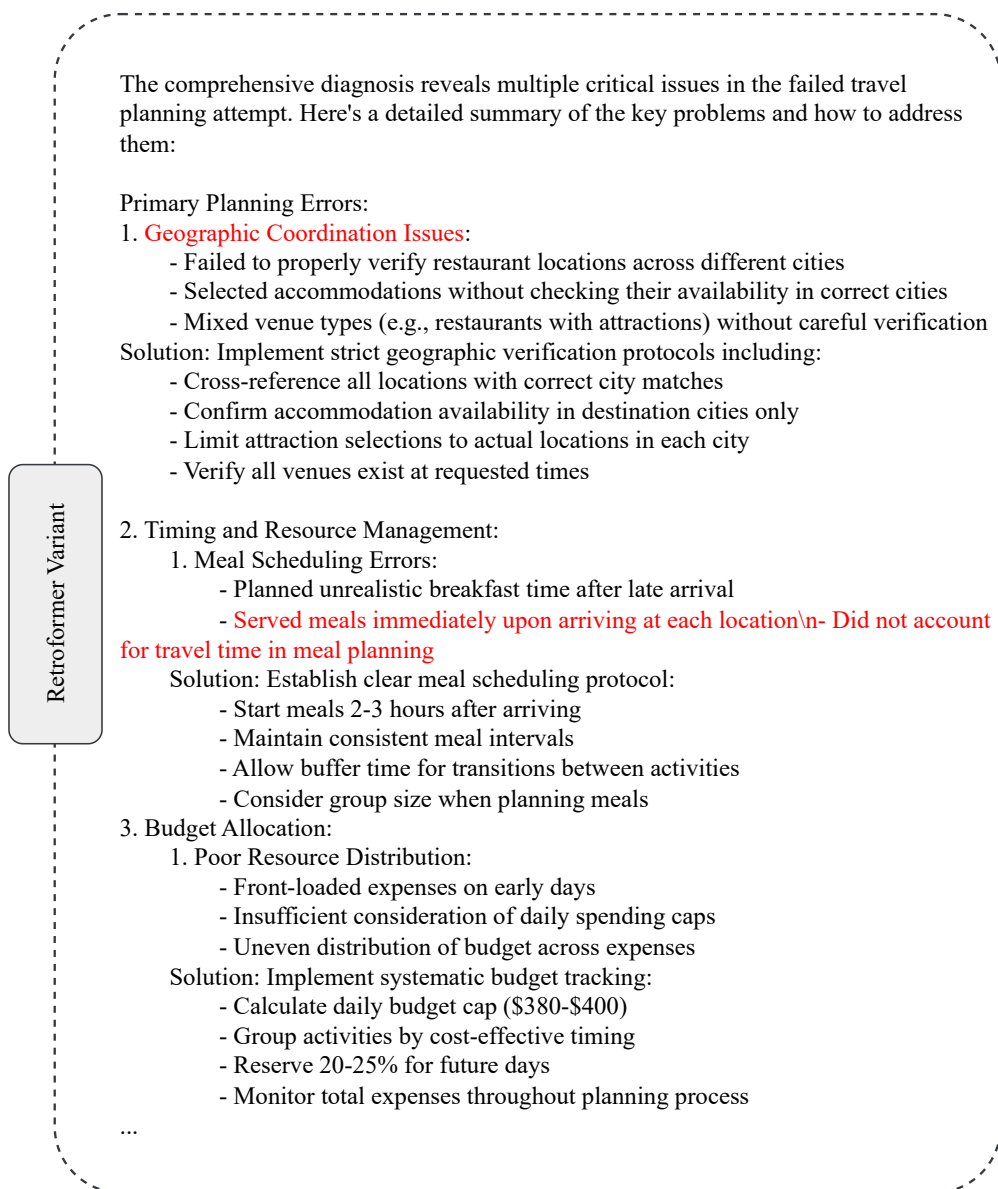 The comprehensive diagnosis reveals multiple critical issues in the failed travel
planning attempt. Here's a detailed summary of the key problems and how to address
them:
Primary Planning Errors:
1. Geographic Coordination Issues:
- Failed to properly verify restaurant locations across different cities
- Selected accommodations without checking their availability in correct cities
- Mixed venue types (e.g., restaurants with attractions) without careful verification
Solution: Implement strict geographic verification protocols including:
- Cross-reference all locations with correct city matches
- Confirm accommodation availability in destination cities only
- Limit attraction selections to actual locations in each city
- Verify all venues exist at requested times
Retroformer Variant
2. Timing and Resource Management:
1. Meal Scheduling Errors:
- Planned unrealistic breakfast time after late arrival
- Served meals immediately upon arriving at each location\n- Did not account
for travel time in meal planning
Solution: Establish clear meal scheduling protocol:
- Start meals 2-3 hours after arriving
- Maintain consistent meal intervals
- Allow buffer time for transitions between activities
- Consider group size when planning meals
3. Budget Allocation:
1. Poor Resource Distribution:
- Front-loaded expenses on early days
- Insufficient consideration of daily spending caps
- Uneven distribution of budget across expenses
Solution: Implement systematic budget tracking:
- Calculate daily budget cap ($380-$400)
- Group activities by cost-effective timing
- Reserve 20-25% for future days
- Monitor total expenses throughout planning process
...